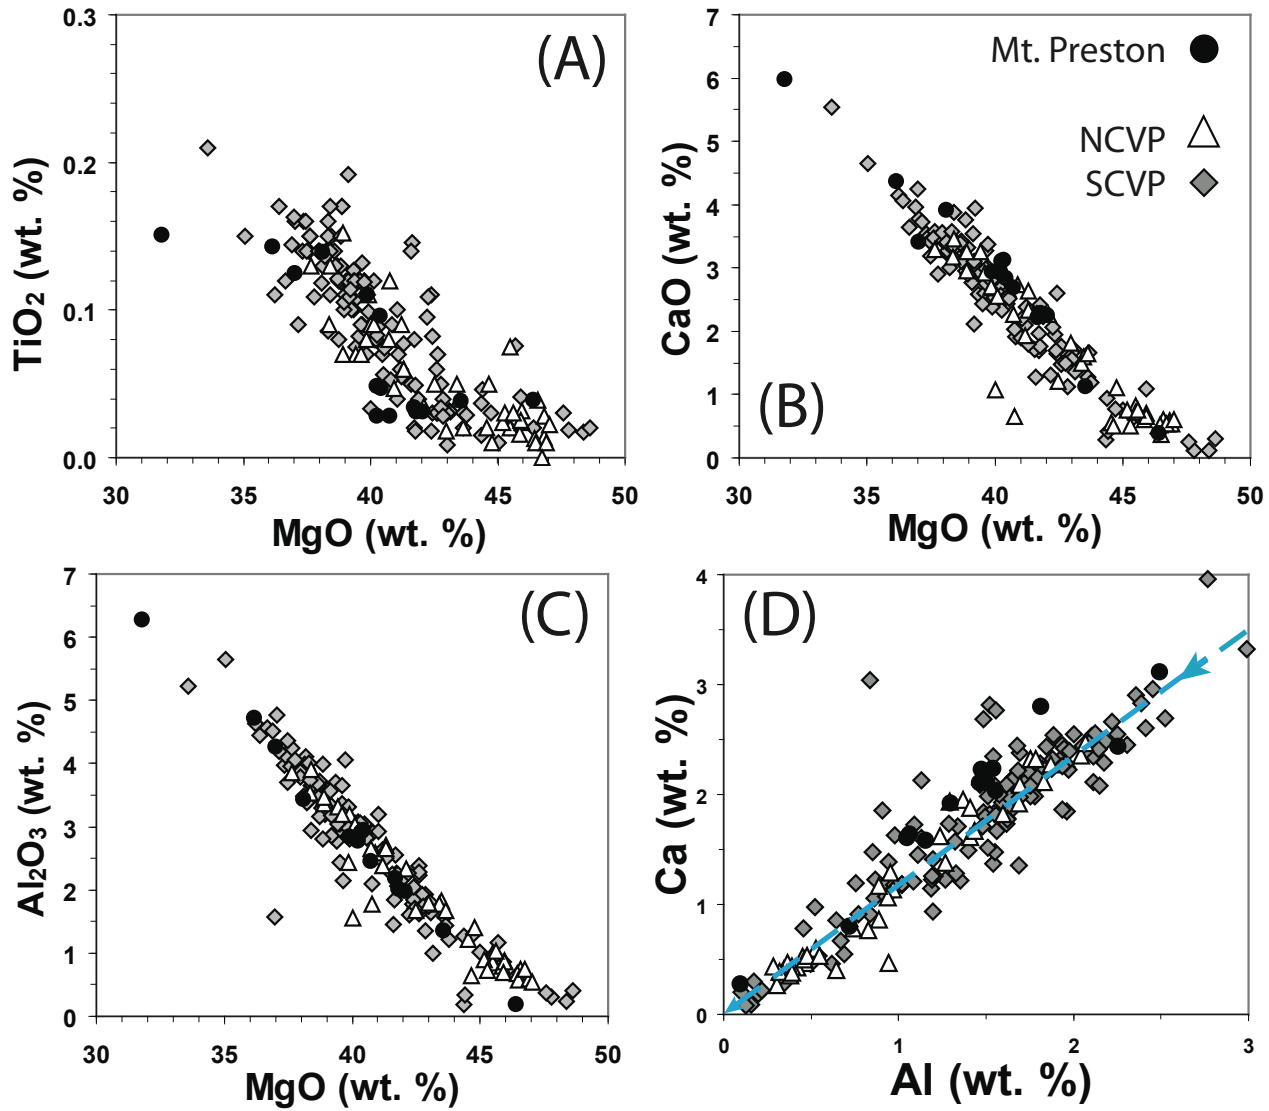 (A)
TiO₂ (wt. %)
0.3
0.2
0.1
0.0
30 35 40 45 50
MgO (wt. %)
(B)
Mt. Preston
NCVP
SCVP
CaO (wt. %)
7
6
5
4
3
2
1
0
30 35 40 45 50
MgO (wt. %)
(C)
Al₂O₃ (wt. %)
7
6
5
4
3
2
1
0
30 35 40 45 50
MgO (wt. %)
(D)
Ca (wt. %)
4
3
2
1
0
0 1 2 3
Al (wt. %)